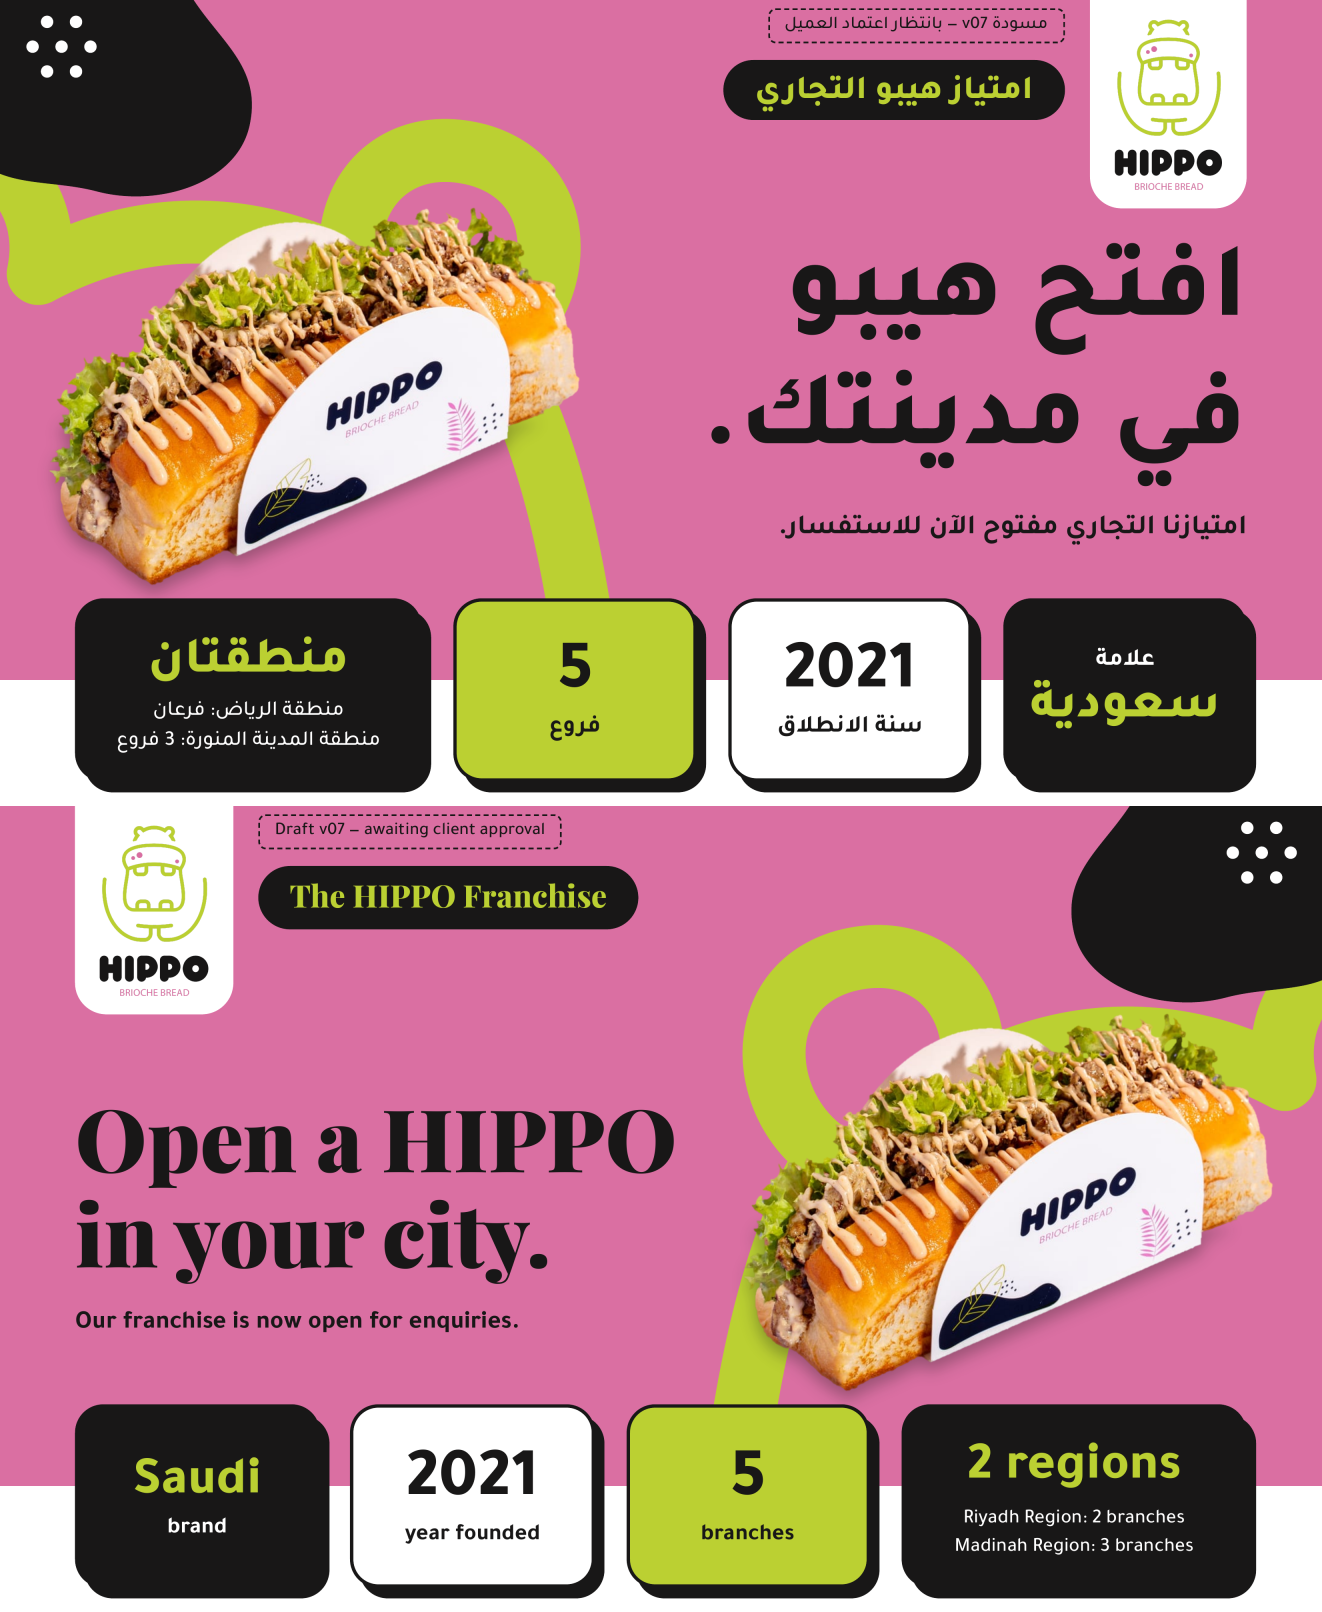 مسودة v07 – بانتظار اعتماد العميل
امتياز هيبو التجاري
HIPPO
BRIOCHE BREAD
افتح هيبو
في مدينتك.
امتيازنا التجاري مفتوح الآن للاستفسار.
HIPPO
BRIOCHE BREAD
علامة
سعودية
2021
سنة الانطلاق
5
فروع
منطقتان
منطقة الرياض: فرعان
منطقة المدينة المنورة: 3 فروع
HIPPO
BRIOCHE BREAD
Draft v07 – awaiting client approval
The HIPPO Franchise
Open a HIPPO
in your city.
Our franchise is now open for enquiries.
HIPPO
BRIOCHE BREAD
Saudi
brand
2021
year founded
5
branches
2 regions
Riyadh Region: 2 branches
Madinah Region: 3 branches